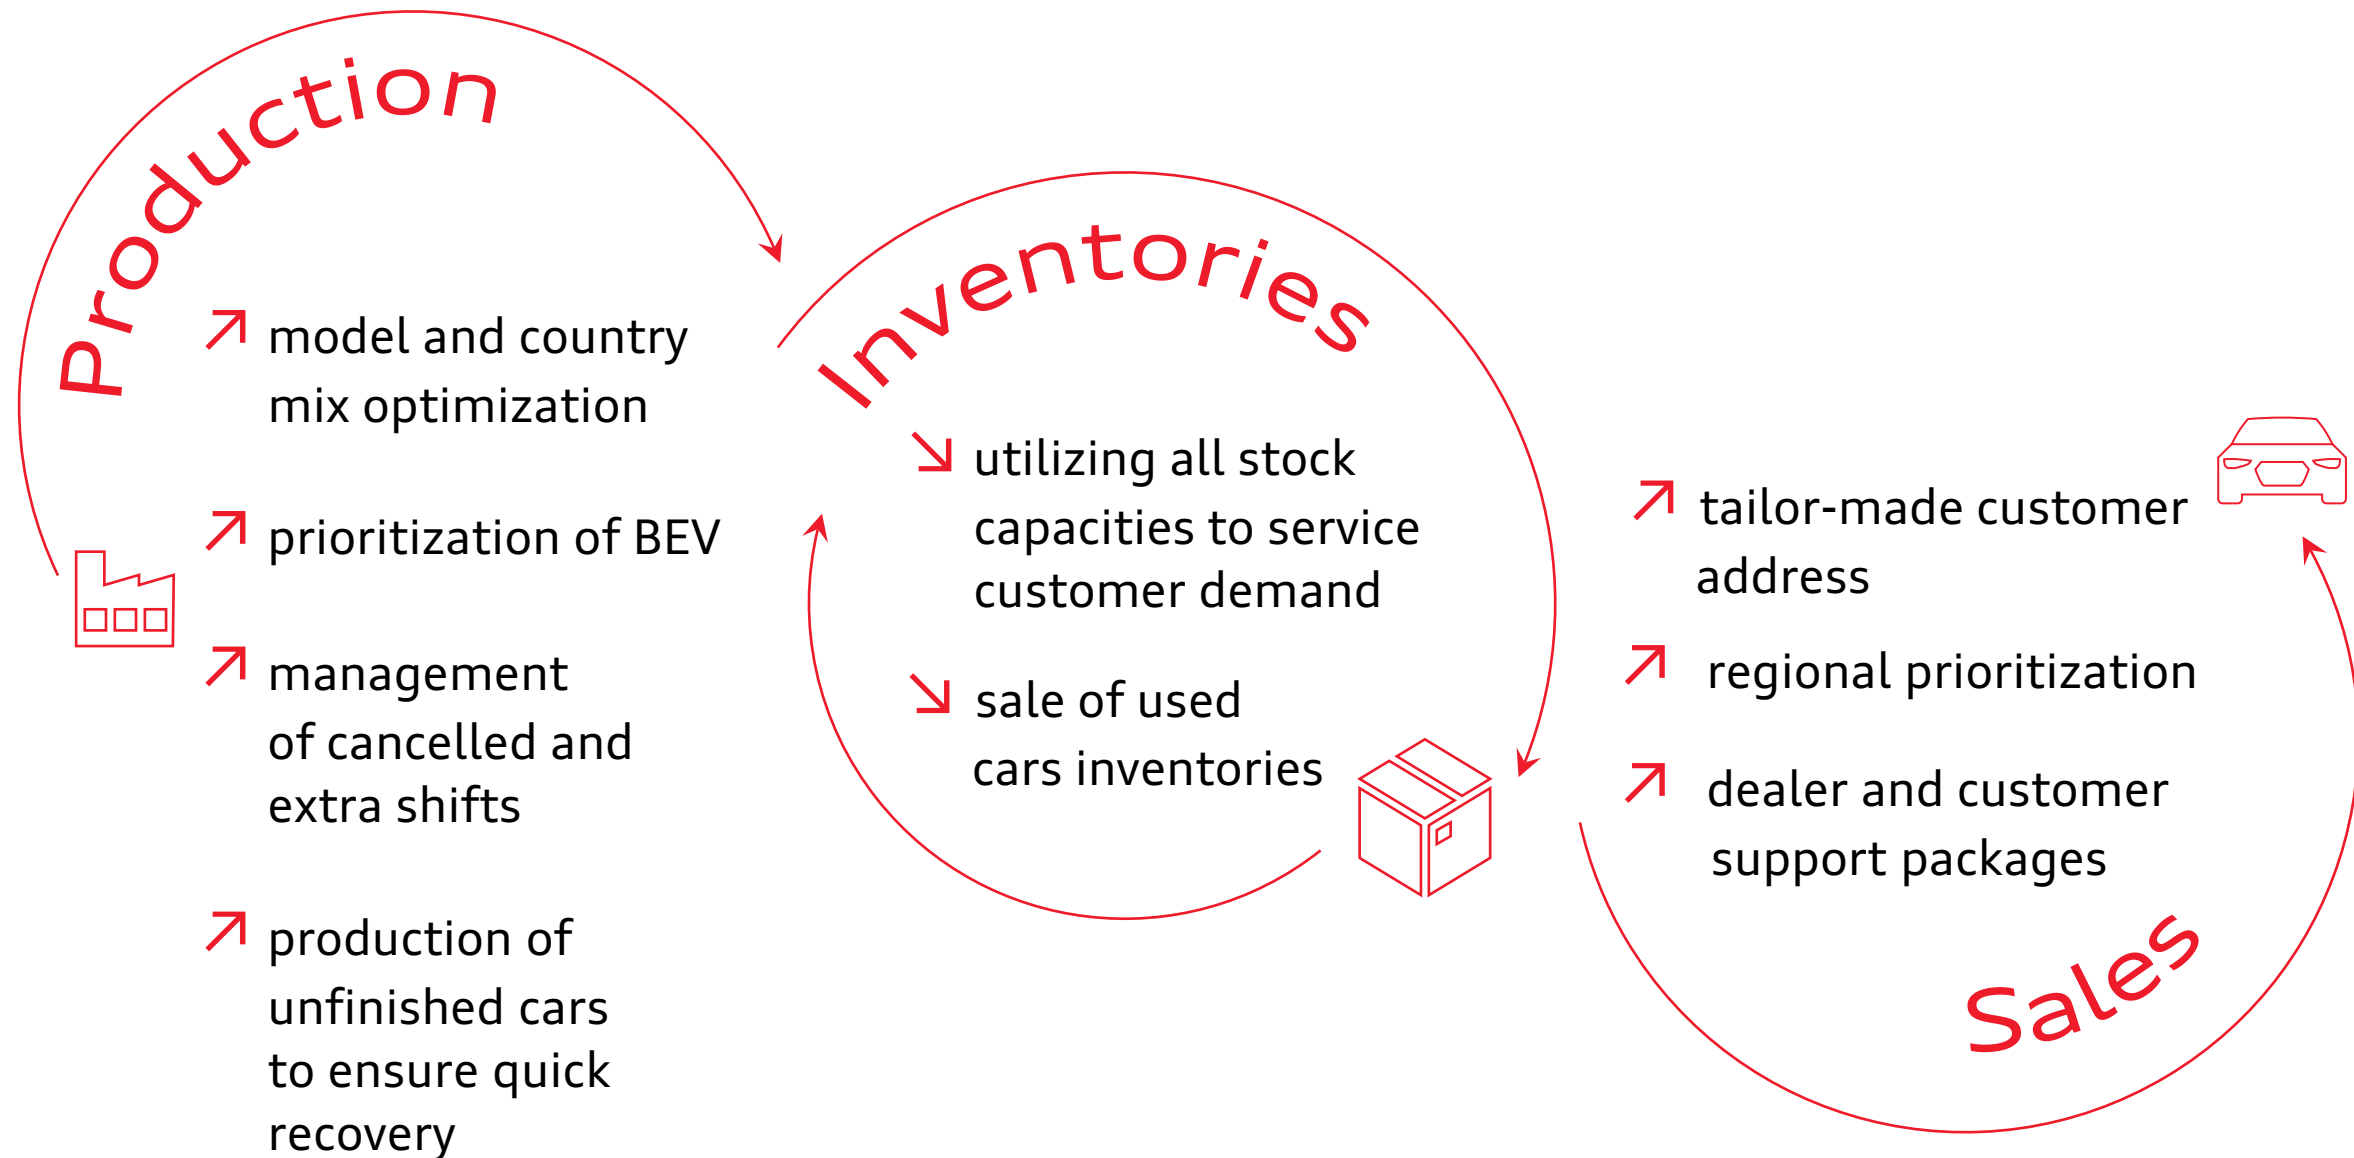 Production
model and country
mix optimization
prioritization of BEV
management
of cancelled and
extra shifts
production of
unfinished cars
to ensure quick
recovery
Inventories
utilizing all stock
capacities to service
customer demand
sale of used
cars inventories
tailor-made customer
address
regional prioritization
dealer and customer
support packages
Sales